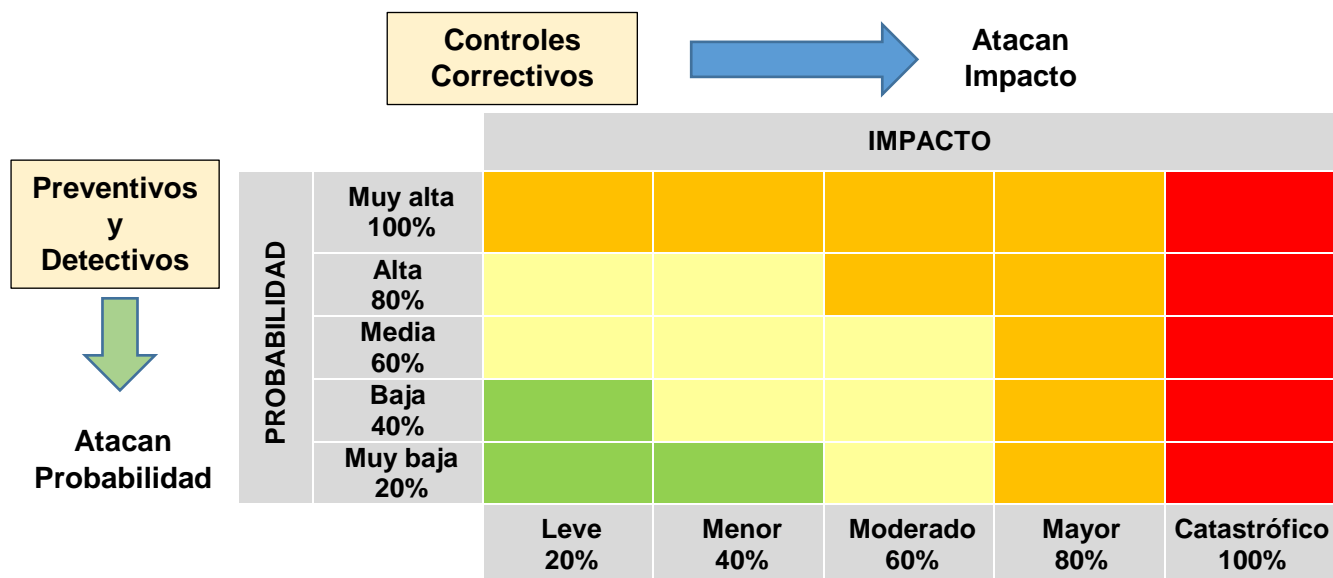 Controles
Correctivos
Atacan
Impacto
IMPACTO
Preventivos
y
Detectivos
Atacan
Probabilidad
PROBABILIDAD
Muy alta
100%
Alta
80%
Media
60%
Baja
40%
Muy baja
20%
Leve
20%
Menor
40%
Moderado
60%
Mayor
80%
Catastrófico
100%